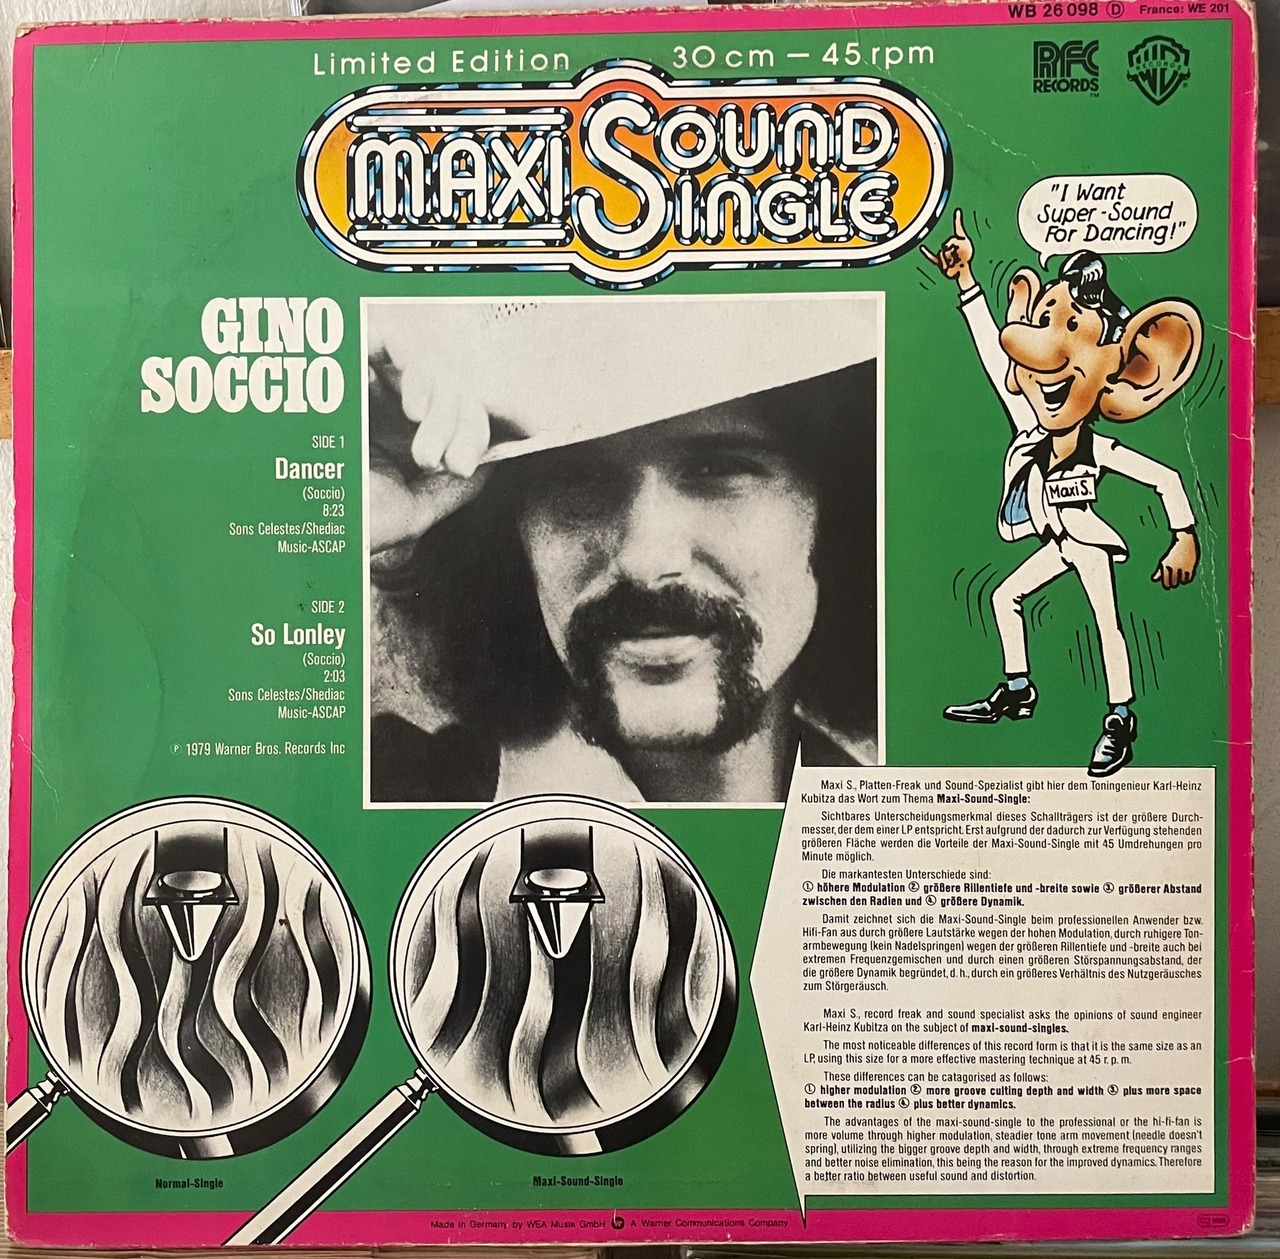 WB 26 098 Ⓓ France: WE 201
Limited Edition 30 cm — 45 rpm
RFC
RECORDS
TM
WB
RECORDS
MAXI SOUND
SINGLE
"I Want
Super-Sound
For Dancing!"
Maxi S.
GINO
SOCCIO
SIDE 1
Dancer
(Soccio)
8:23
Sons Celestes/Shediac
Music-ASCAP
SIDE 2
So Lonley
(Soccio)
2:03
Sons Celestes/Shediac
Music-ASCAP
℗ 1979 Warner Bros. Records Inc
Maxi S., Platten-Freak und Sound-Spezialist gibt hier dem Toningenieur Karl-Heinz
Kubitza das Wort zum Thema Maxi-Sound-Single:
Sichtbares Unterscheidungsmerkmal dieses Schallträgers ist der größere Durch-
messer, der dem einer LP entspricht. Erst aufgrund der dadurch zur Verfügung stehenden
größeren Fläche werden die Vorteile der Maxi-Sound-Single mit 45 Umdrehungen pro
Minute möglich.
Die markantesten Unterschiede sind:
① höhere Modulation ② größere Rillentiefe und -breite sowie ③ größerer Abstand
zwischen den Radien und ④ größere Dynamik.
Damit zeichnet sich die Maxi-Sound-Single beim professionellen Anwender bzw.
Hifi-Fan aus durch größere Lautstärke wegen der hohen Modulation, durch ruhigere Ton-
armbewegung (kein Nadelspringen) wegen der größeren Rillentiefe und -breite auch bei
extremen Frequenzgemischen und durch einen größeren Störspannungsabstand, der
die größere Dynamik begründet, d. h., durch ein größeres Verhältnis des Nutzgeräusches
zum Störgeräusch.
Maxi S., record freak and sound specialist asks the opinions of sound engineer
Karl-Heinz Kubitza on the subject of maxi-sound-singles.
The most noticeable differences of this record form is that it is the same size as an
LP, using this size for a more effective mastering technique at 45 r. p. m.
These differences can be catagorised as follows:
① higher modulation ② more groove culting depth and width ③ plus more space
between the radius ④ plus better dynamics.
The advantages of the maxi-sound-single to the professional or the hi-fi-fan is
more volume through higher modulation, steadier tone arm movement (needle doesn't
spring), utilizing the bigger groove depth and width, through extreme frequency ranges
and better noise elimination, this being the reason for the improved dynamics. Therefore
a better ratio between useful sound and distortion.
Normal-Single
Maxi-Sound-Single
Made in Germany by WEA Musik GmbH A Warner Communications Company